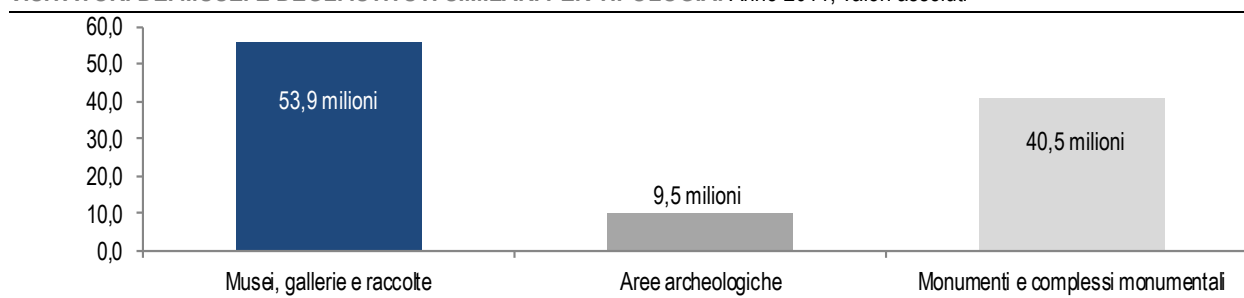 Anno 2011, valori assoluti
60,0
50,0
40,0
30,0
20,0
10,0
0,0
53,9 milioni
9,5 milioni
40,5 milioni
Musei, gallerie e raccolte
Aree archeologiche
Monumenti e complessi monumentali